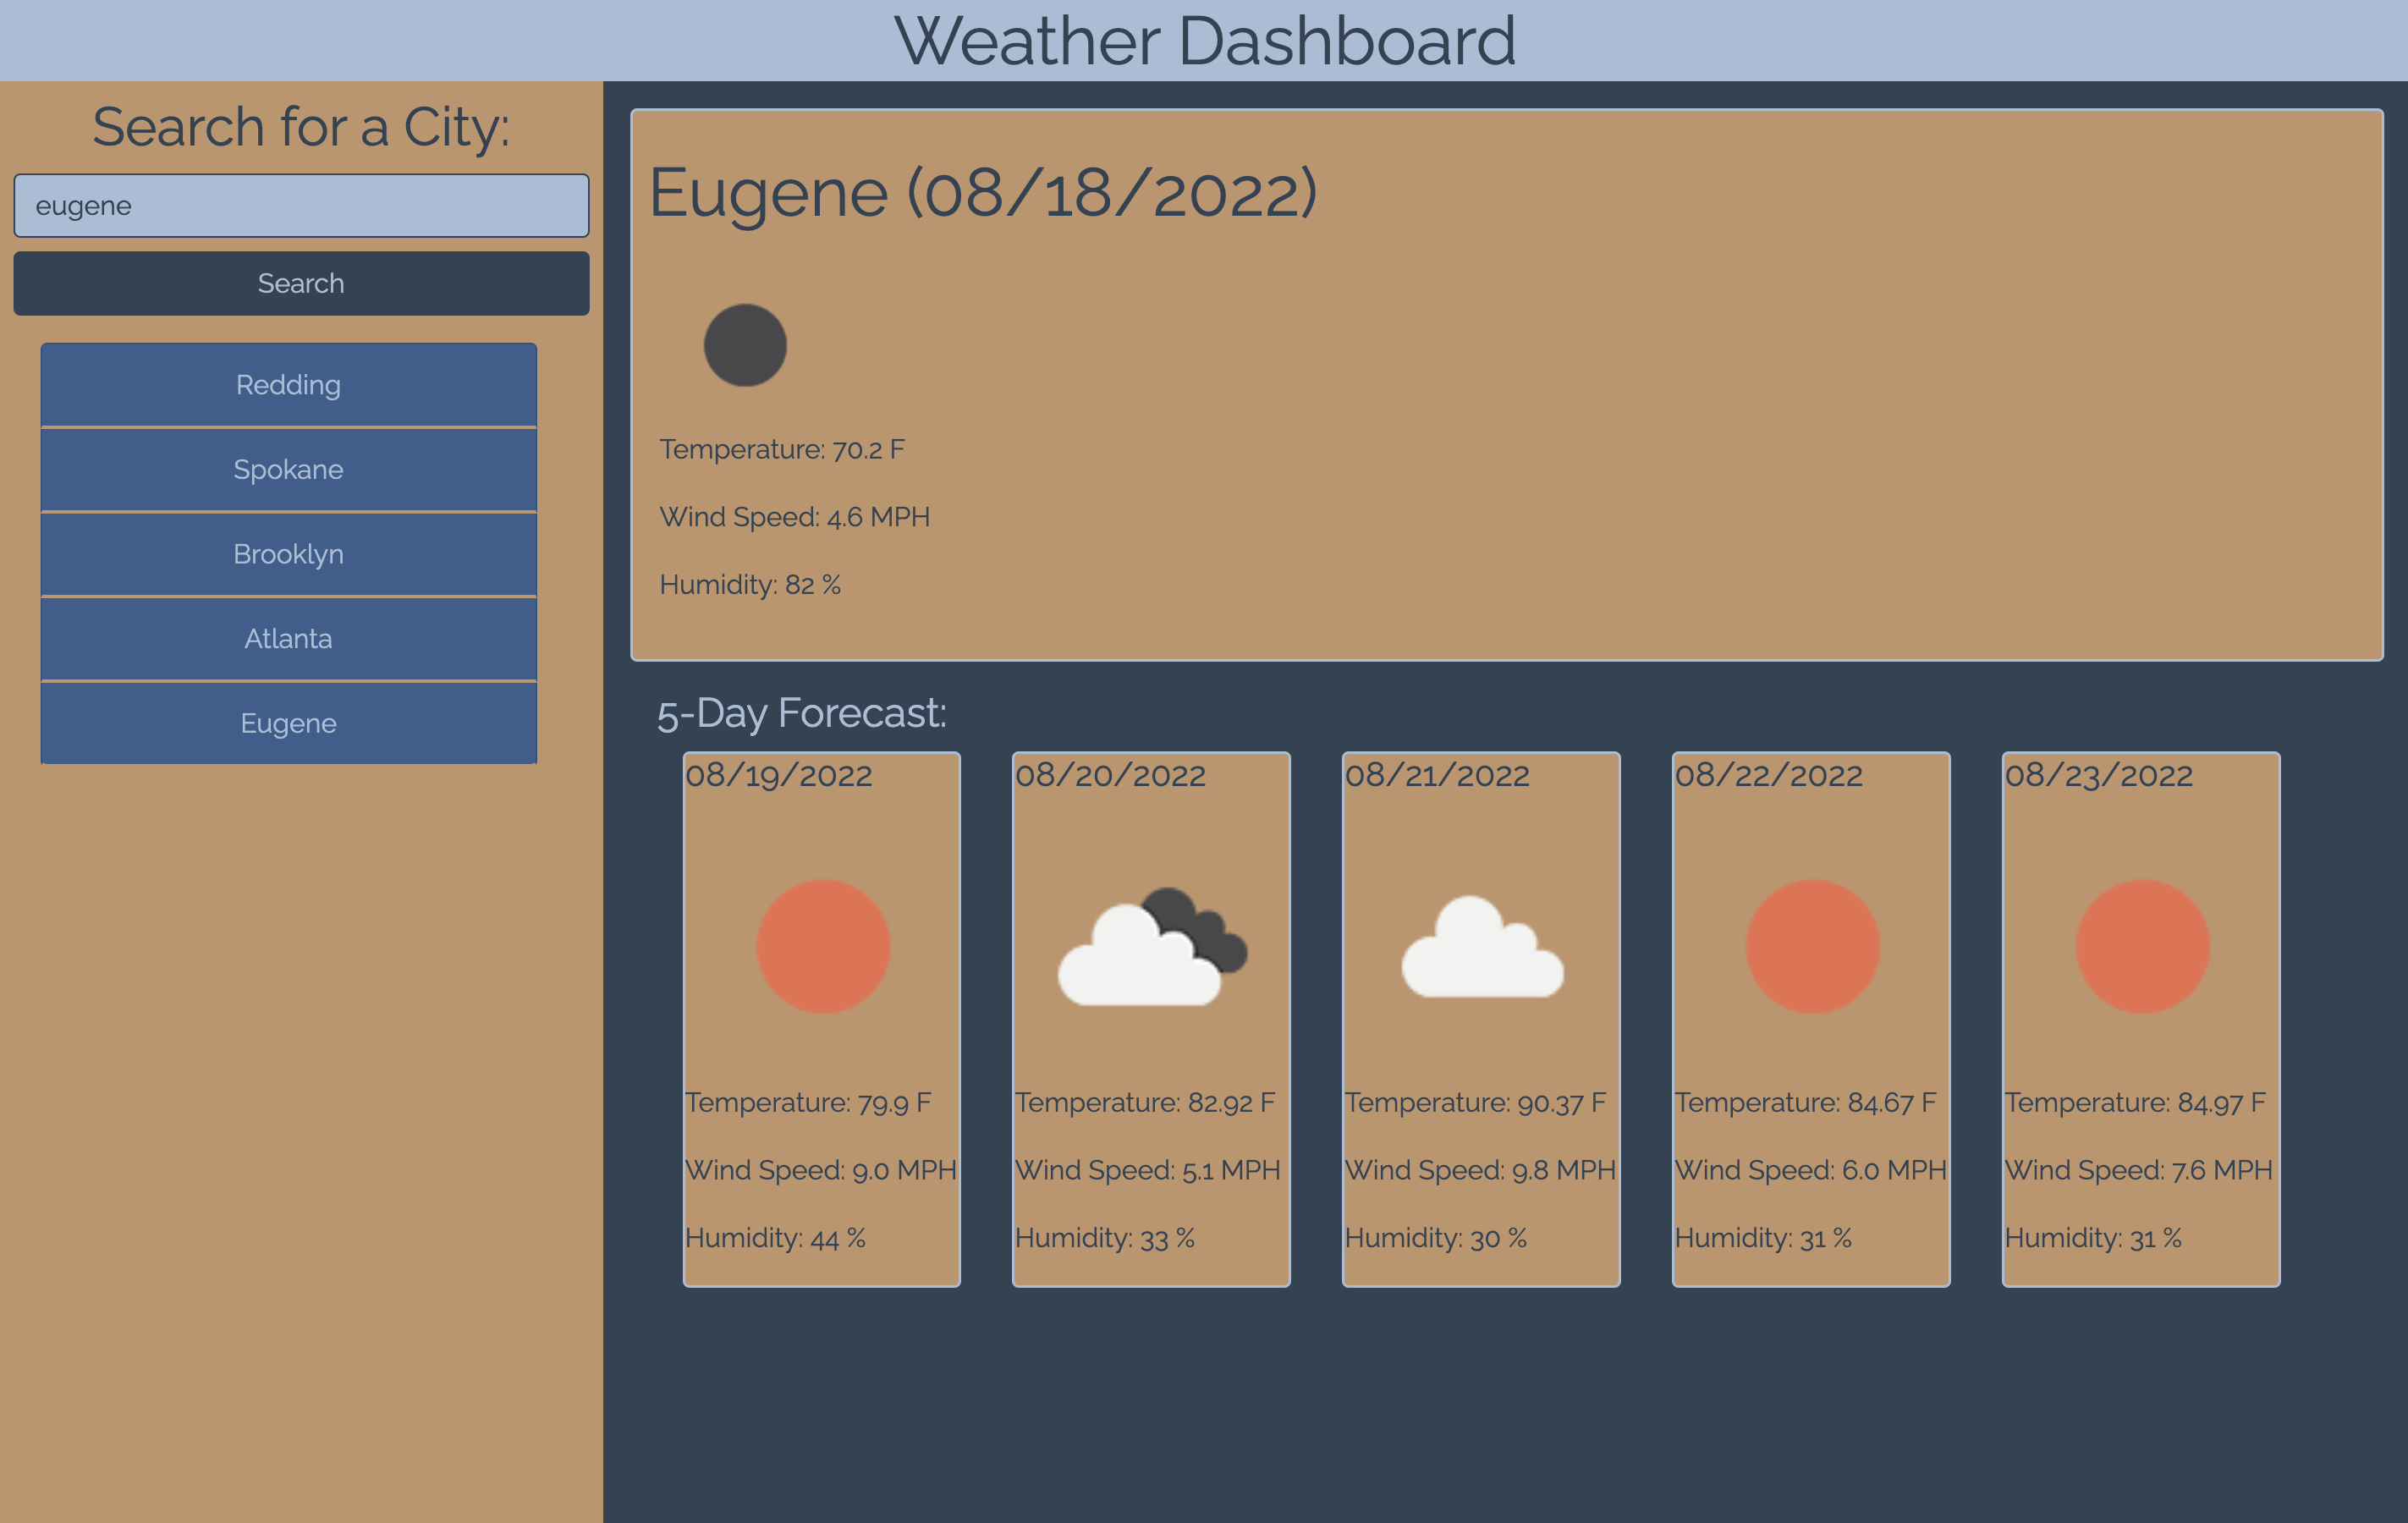 Weather Dashboard
Search for a City:
eugene
Search
Redding
Spokane
Brooklyn
Atlanta
Eugene
Eugene (08/18/2022)
Temperature: 70.2 F
Wind Speed: 4.6 MPH
Humidity: 82 %
5-Day Forecast:
08/19/2022
Temperature: 79.9 F
Wind Speed: 9.0 MPH
Humidity: 44 %
08/20/2022
Temperature: 82.92 F
Wind Speed: 5.1 MPH
Humidity: 33 %
08/21/2022
Temperature: 90.37 F
Wind Speed: 9.8 MPH
Humidity: 30 %
08/22/2022
Temperature: 84.67 F
Wind Speed: 6.0 MPH
Humidity: 31 %
08/23/2022
Temperature: 84.97 F
Wind Speed: 7.6 MPH
Humidity: 31 %